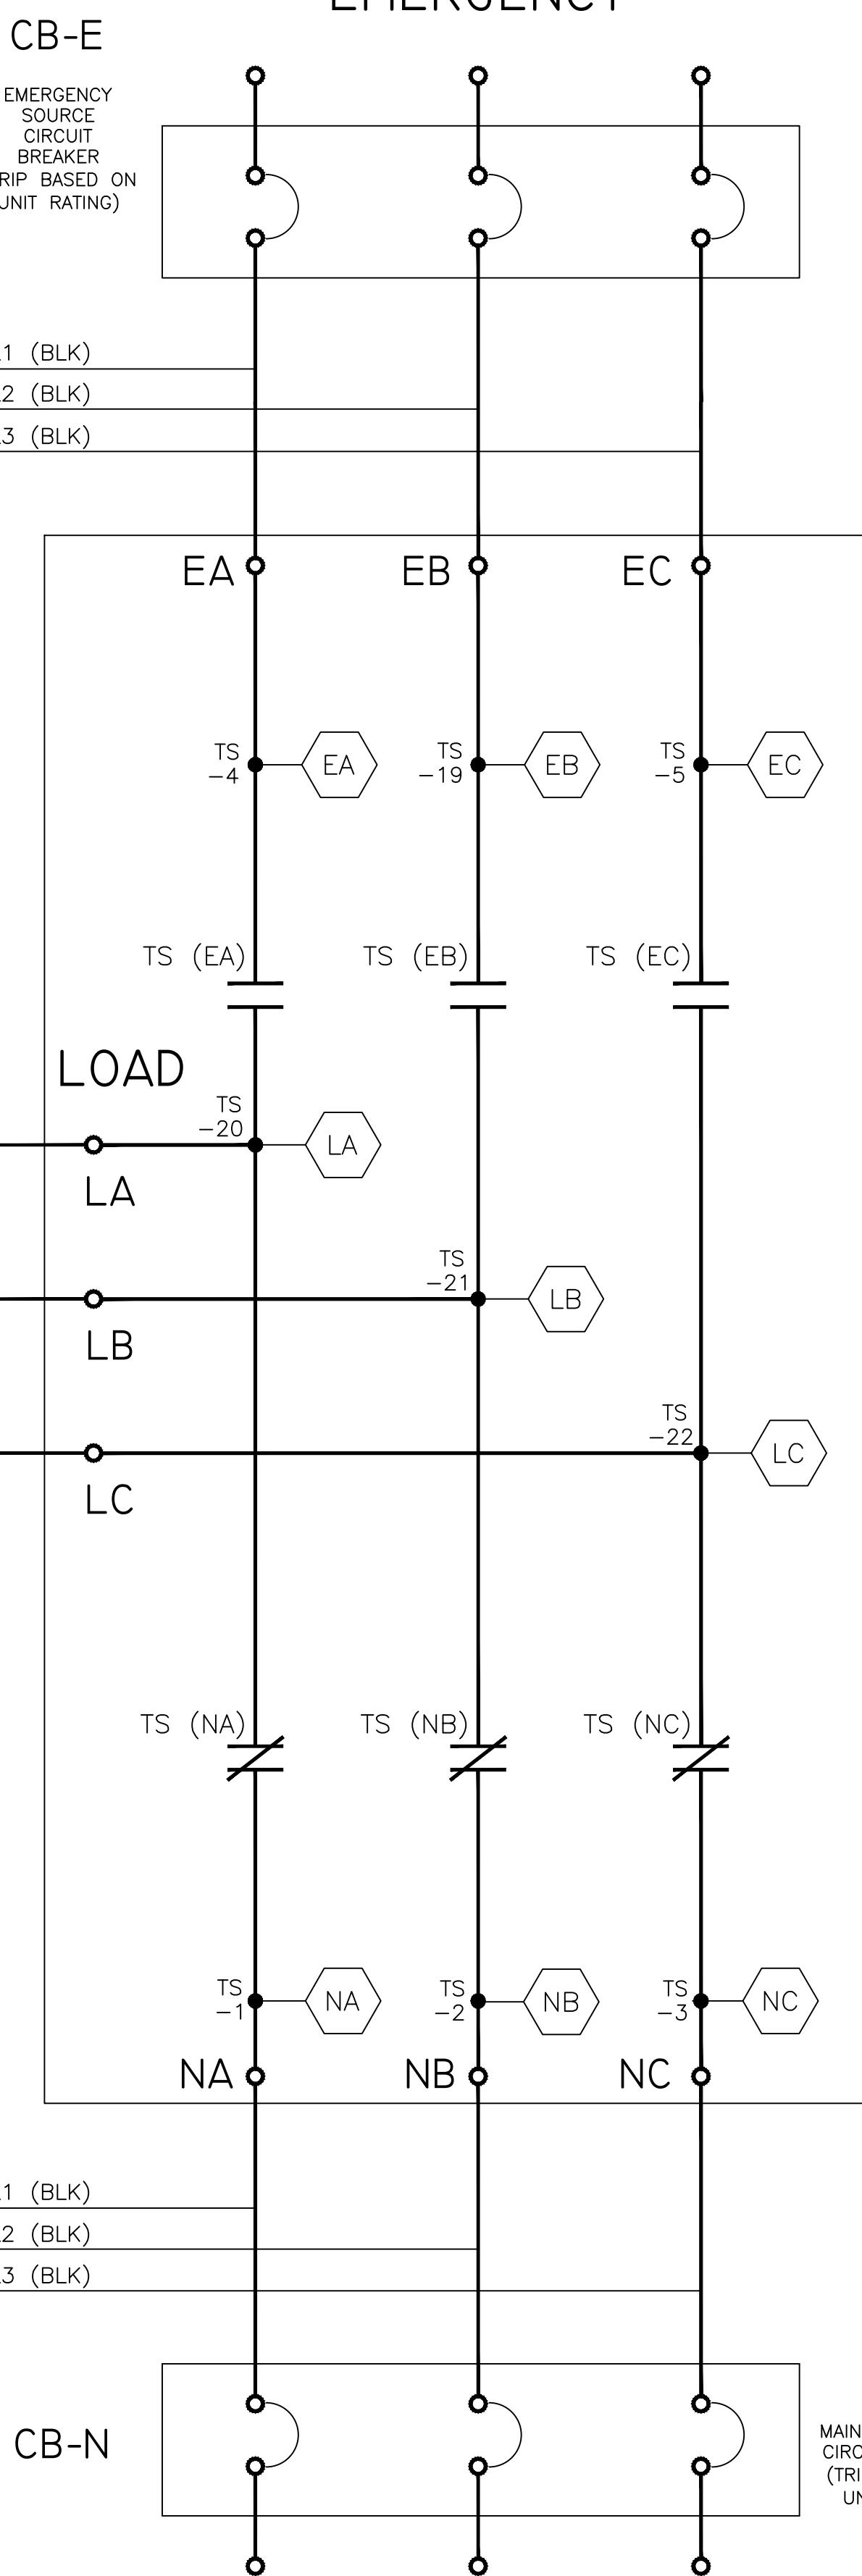 EMERGENCY
CB-E
EMERGENCY
SOURCE
CIRCUIT
BREAKER
RIP BASED ON
UNIT RATING)
1 (BLK)
2 (BLK)
3 (BLK)
EA EB EC
TS
-4
EA
TS
-19
EB
TS
-5
EC
TS (EA) TS (EB) TS (EC)
LOAD
TS
-20
LA
LA
TS
-21
LB
LB
TS
-22
LC
LC
TS (NA) TS (NB) TS (NC)
TS
-1
NA
TS
-2
NB
TS
-3
NC
NA NB NC
1 (BLK)
2 (BLK)
3 (BLK)
CB-N
MAIN
CIRC
(TRI
UN